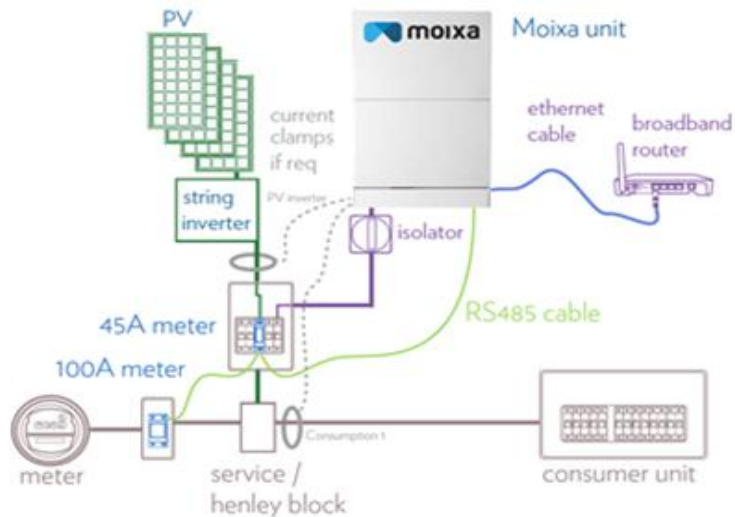 PV
moixa
Moixa unit
current
clamps
if req
ethernet
cable
broadband
router
string
inverter
PV inverter
isolator
45A meter
RS485 cable
100A meter
Consumption 1
meter
service /
henley block
consumer unit